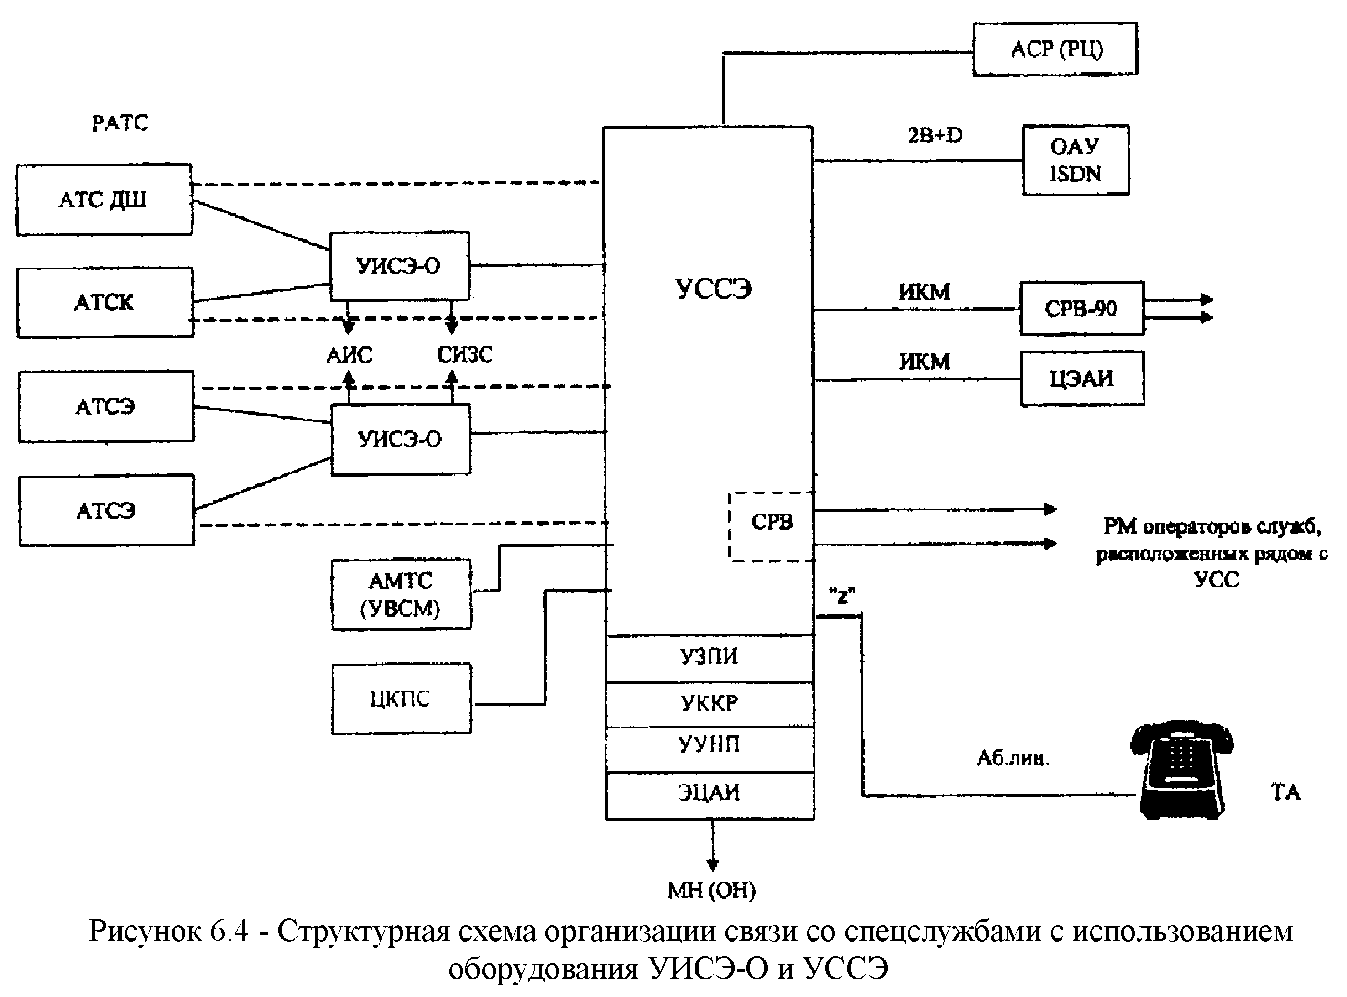 АСР (РЦ)
РАТС
2В+D
ОАУ
ISDN
АТС ДШ
УИСЭ-О
УССЭ
АТСК
ИКМ
СРВ-90
АИС
СИЗС
ИКМ
ЦЭАИ
АТСЭ
УИСЭ-О
АТСЭ
СРВ
РМ операторов служб,
расположенных рядом с
УСС
АМТС
(УВСМ)
"z"
УЗПИ
ЦКПС
УККР
УУНП
Аб.лин.
ЭЦАИ
ТА
МН (ОН)
Рисунок 6.4 - Структурная схема организации связи со спецслужбами с использованием
оборудования УИСЭ-О и УССЭ